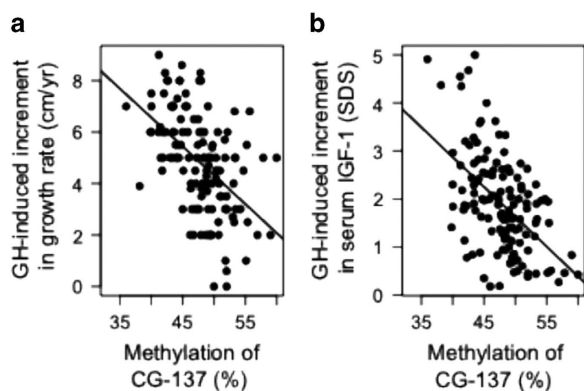 a
GH-induced increment
in growth rate (cm/yr)
8
6
4
2
0
35 45 55
Methylation of
CG-137 (%)
b
GH-induced increment
in serum IGF-1 (SDS)
5
4
3
2
1
0
35 45 55
Methylation of
CG-137 (%)